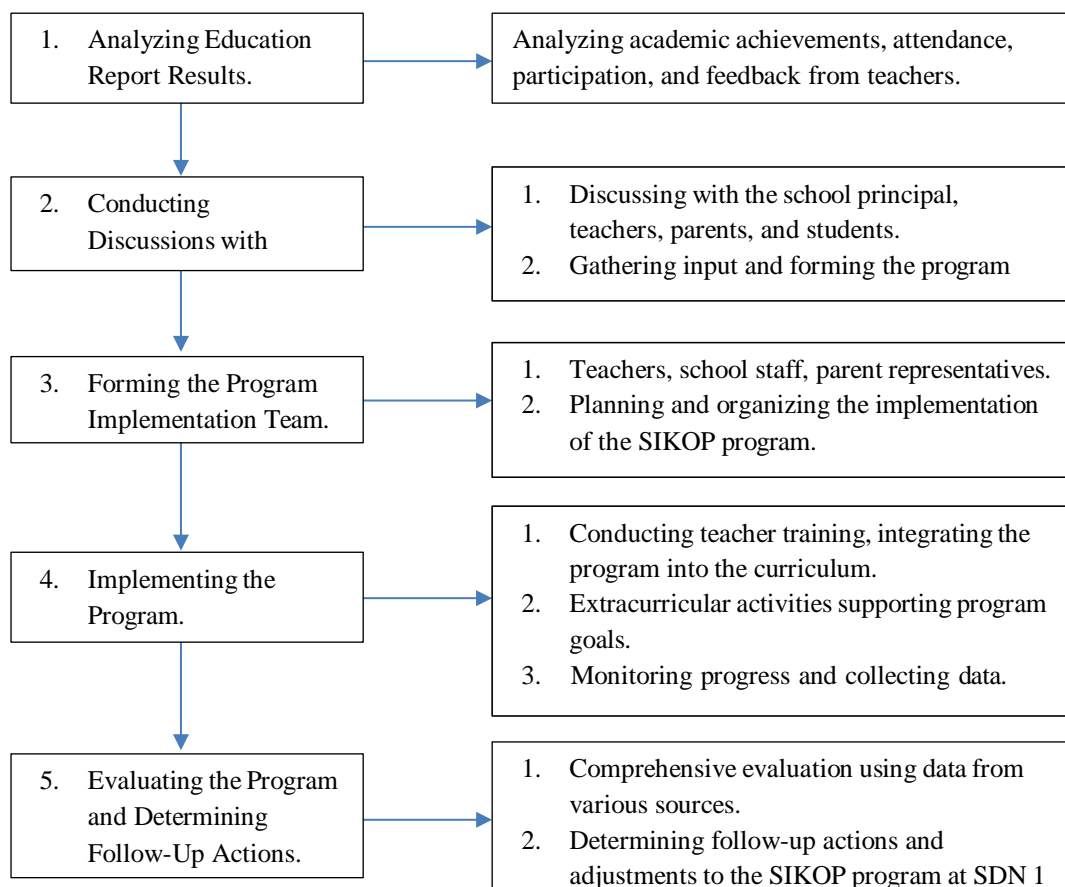 1. Analyzing Education
Report Results.
Analyzing academic achievements, attendance,
participation, and feedback from teachers.
2. Conducting
Discussions with
1. Discussing with the school principal,
teachers, parents, and students.
2. Gathering input and forming the program
3. Forming the Program
Implementation Team.
1. Teachers, school staff, parent representatives.
2. Planning and organizing the implementation
of the SIKOP program.
4. Implementing the
Program.
1. Conducting teacher training, integrating the
program into the curriculum.
2. Extracurricular activities supporting program
goals.
3. Monitoring progress and collecting data.
5. Evaluating the Program
and Determining
Follow-Up Actions.
1. Comprehensive evaluation using data from
various sources.
2. Determining follow-up actions and
adjustments to the SIKOP program at SDN 1